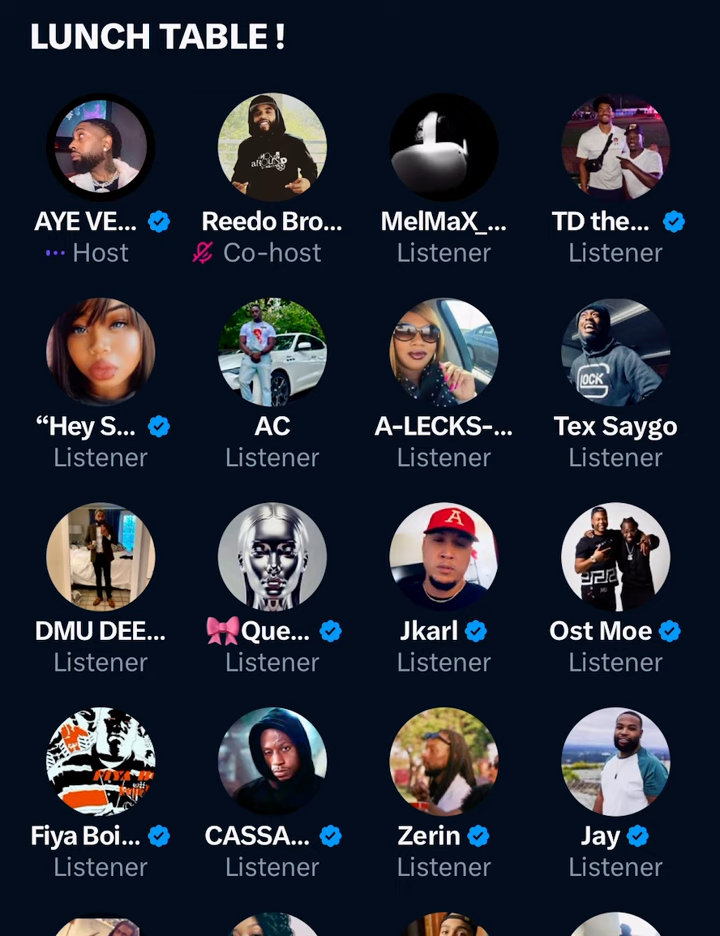 LUNCH TABLE !
AYE VE... Reedo Bro... MelMaX_... TD the...
Host Co-host Listener Listener
“Hey S... AC A-LECKS-... Tex Saygo
Listener Listener Listener Listener
GLOCK
DMU DEE... 🎀Que... Jkarl Ost Moe
Listener Listener Listener Listener
A
Fiya Boi... CASSA... Zerin Jay
Listener Listener Listener Listener